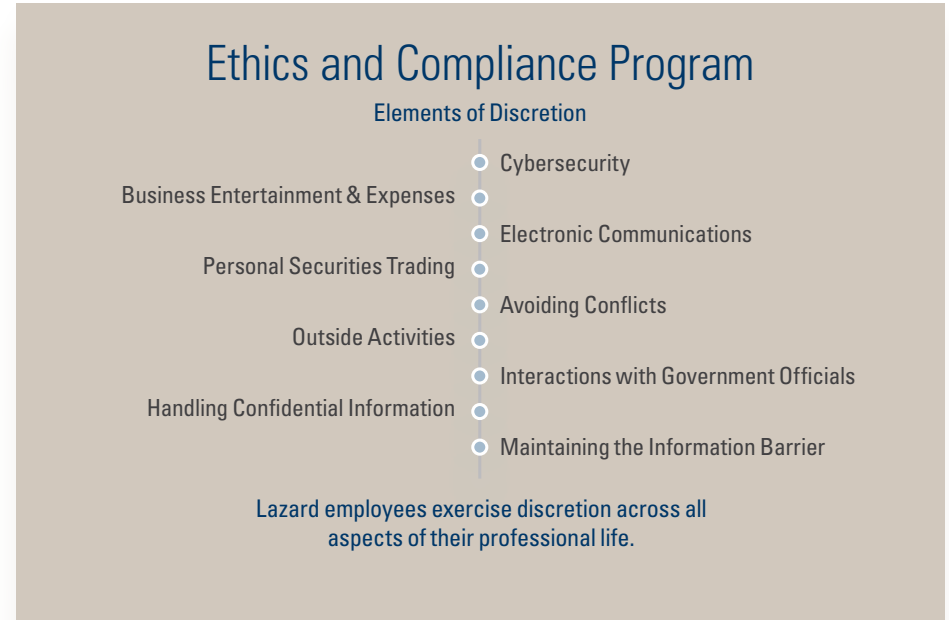 Ethics and Compliance Program
Elements of Discretion
Cybersecurity
Business Entertainment & Expenses
Electronic Communications
Personal Securities Trading
Avoiding Conflicts
Outside Activities
Interactions with Government Officials
Handling Confidential Information
Maintaining the Information Barrier
Lazard employees exercise discretion across all
aspects of their professional life.